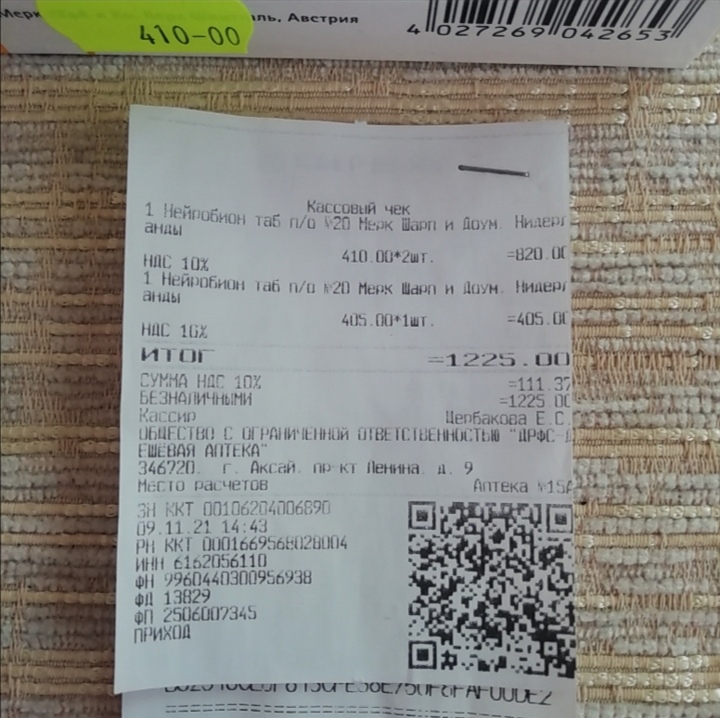 Мерк                                    ль, Австрия
410-00
4 027269 042653
Кассовый чек
1 Нейробион таб п/о №20 Мерк Шарп и Доум. Нидерл
анды
410.00*2шт. =820.00
НДС 10%
1 Нейробион таб п/о №20 Мерк Шарп и Доум. Нидерл
анды
405.00*1шт. =405.00
НДС 10%
ИТОГ =1225.00
СУММА НДС 10% =111.37
БЕЗНАЛИЧНЫМИ =1225.00
Кассир Щербакова Е.С.
ОБЩЕСТВО С ОГРАНИЧЕННОЙ ОТВЕТСТВЕННОСТЬЮ "ДРФС-Д
ЕШЕВАЯ АПТЕКА"
346720. г. Аксай. пр-кт Ленина. д. 9
Место расчетов Аптека №15А
ЗН ККТ 00106204006890
09.11.21 14:43
РН ККТ 0001669568028004
ИНН 6162056110
ФН 9960440300956938
ФД 13829
ФП 2506007345
ПРИХОД